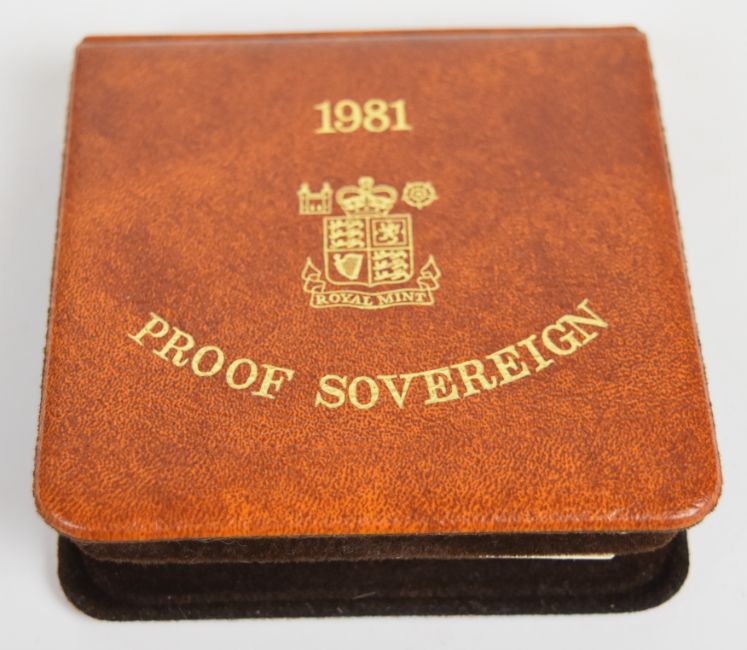 1981
ROYAL MINT
PROOF SOVEREIGN